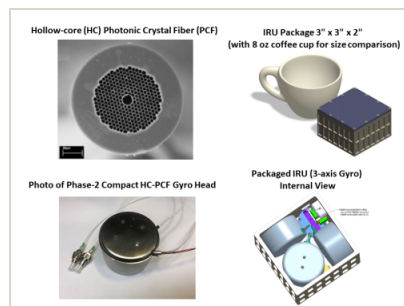 Hollow-core (HC) Photonic Crystal Fiber (PCF)
IRU Package 3" x 3" x 2"
(with 8 oz coffee cup for size comparison)
Photo of Phase-2 Compact HC-PCF Gyro Head
Packaged IRU (3-axis Gyro)
Internal View